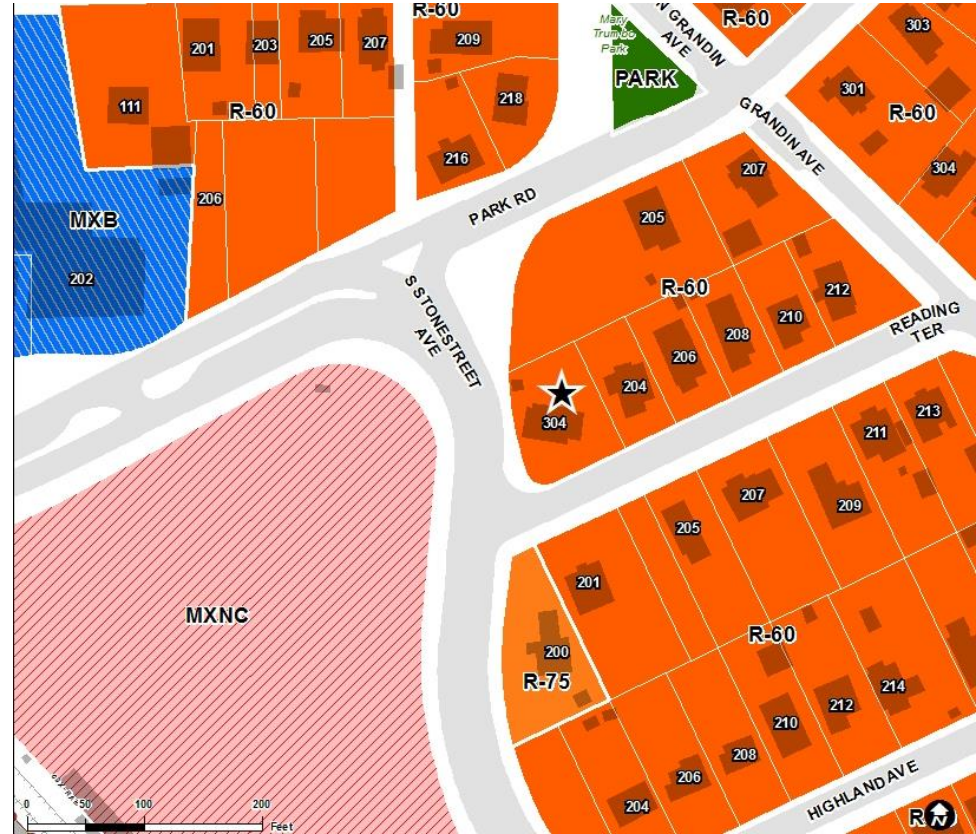 R-60
N GRANDIN
AVE
R-60
303
201
203
205
207
209
Mary
Trumbo
Park
PARK
301
111
R-60
218
GRANDIN AVE
R-60
216
304
207
206
PARK RD
205
MXB
202
S STONESTREET
AVE
R-60
212
210
208
206
READING
TER
204
304
213
211
207
209
205
201
MXNC
R-60
200
R-75
214
212
210
208
206
204
HIGHLAND AVE
0 50 100 200
Feet
N